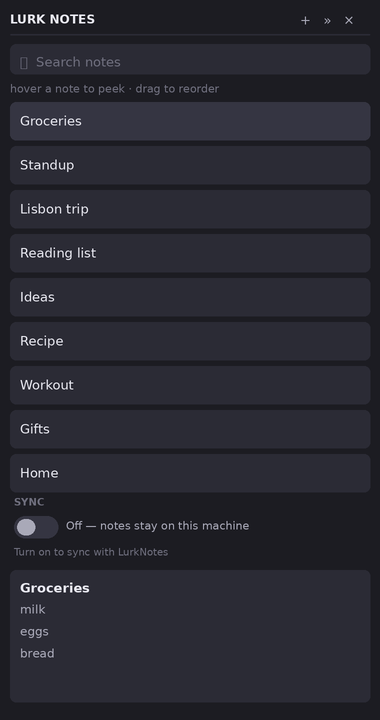 LURK NOTES + » ×
Search notes
hover a note to peek · drag to reorder
Groceries
Standup
Lisbon trip
Reading list
Ideas
Recipe
Workout
Gifts
Home
SYNC
Off — notes stay on this machine
Turn on to sync with LurkNotes
Groceries
milk
eggs
bread